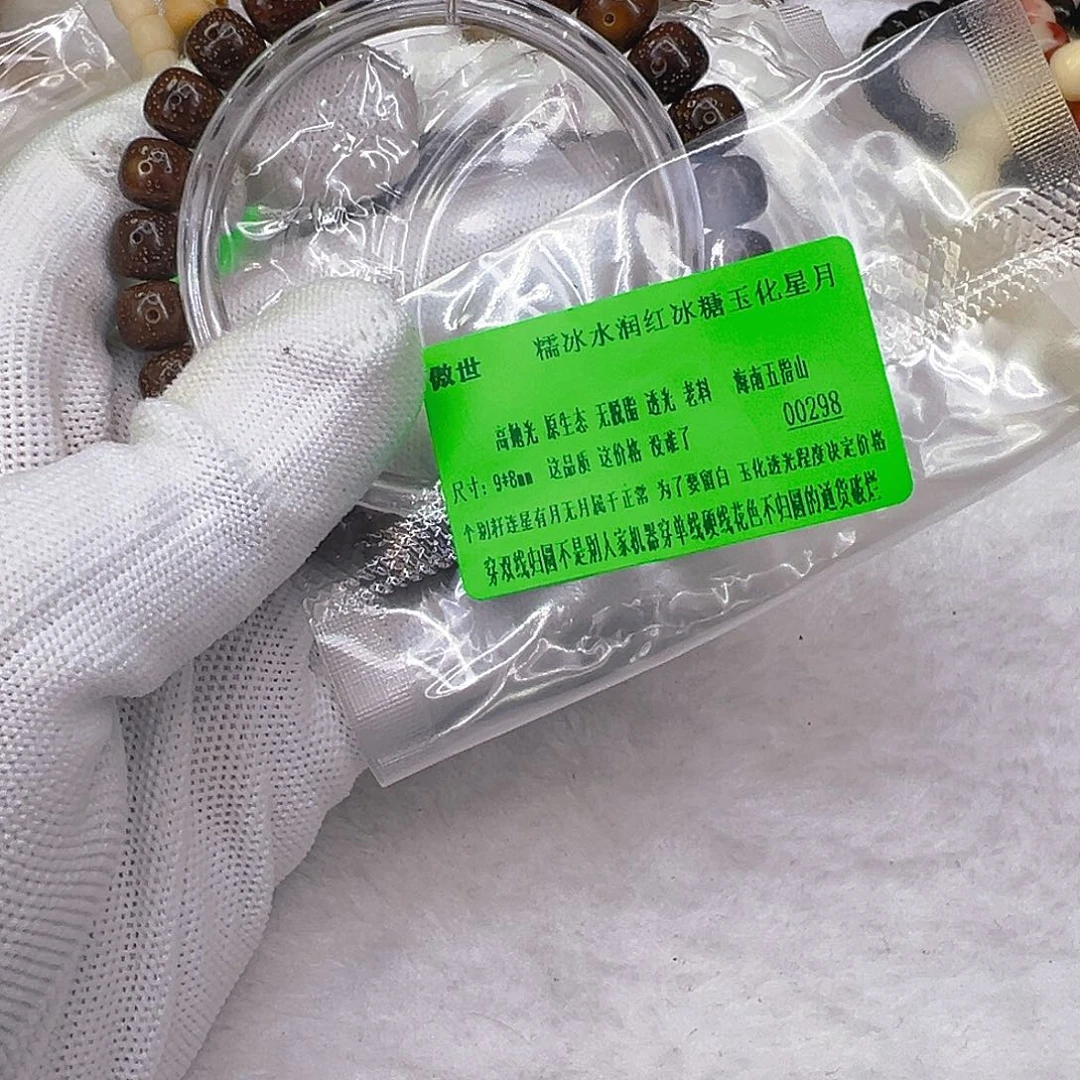 糯冰水润红冰糖玉化星月
傲世
高抛光 原生态 无脱脂 透光 老料 海南五指山
00298
尺寸：9*8mm 这品质 这价格 没谁了
个别籽连星有月无月属于正常 为了要留白 玉化透光程度决定价格
穿双线归圆不是别人家机器穿单线硬线花色不归圆的通货破烂